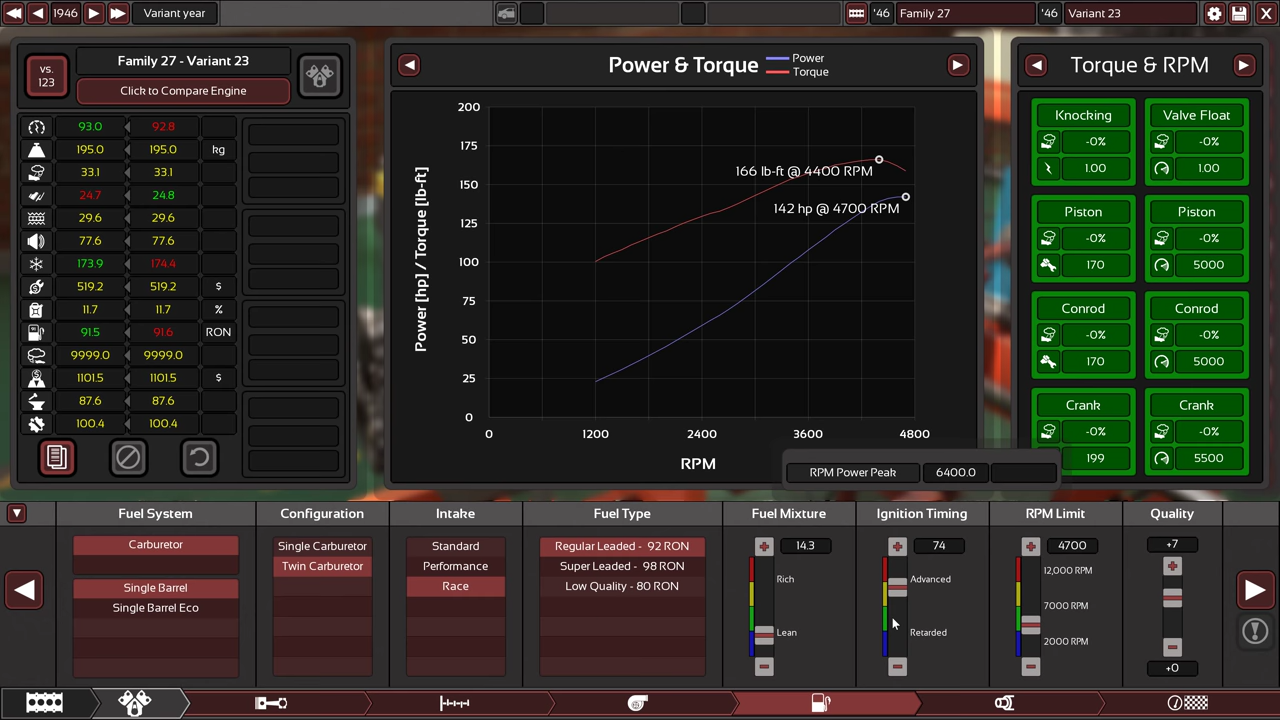 1946 Variant year '46 Family 27 '46 Variant 23
vs. 123
Family 27 - Variant 23
Click to Compare Engine
93.0 92.8
195.0 195.0 kg
33.1 33.1
24.7 24.8
29.6 29.6
77.6 77.6
173.9 174.4
519.2 519.2 $
11.7 11.7 %
91.5 91.6 RON
9999.0 9999.0
1101.5 1101.5 $
87.6 87.6
100.4 100.4
Power & Torque
Power
Torque
Power [hp] / Torque [lb-ft]
200
175
150
125
100
75
50
25
0
166 lb-ft @ 4400 RPM
142 hp @ 4700 RPM
0 1200 2400 3600 4800
RPM
RPM Power Peak 6400.0
Torque & RPM
Knocking Valve Float
-0% -0%
1.00 1.00
Piston Piston
-0% -0%
170 5000
Conrod Conrod
-0% -0%
170 5000
Crank Crank
-0% -0%
199 5500
Fuel System
Carburetor
Single Barrel
Single Barrel Eco
Configuration
Single Carburetor
Twin Carburetor
Intake
Standard
Performance
Race
Fuel Type
Regular Leaded - 92 RON
Super Leaded - 98 RON
Low Quality - 80 RON
Fuel Mixture
14.3
Rich
Lean
Ignition Timing
74
Advanced
Retarded
RPM Limit
4700
12,000 RPM
7000 RPM
2000 RPM
Quality
+7
+0